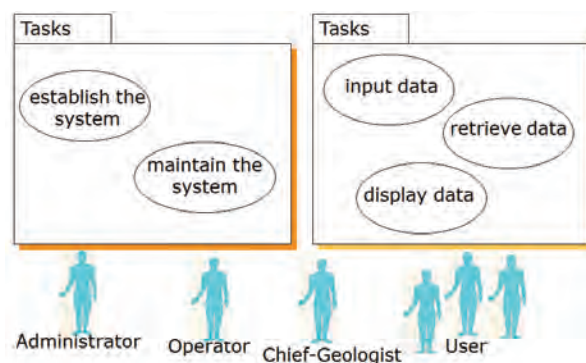 Tasks
establish the
system
maintain the
system
Tasks
input data
retrieve data
display data
Administrator
Operator
Chief-Geologist
User